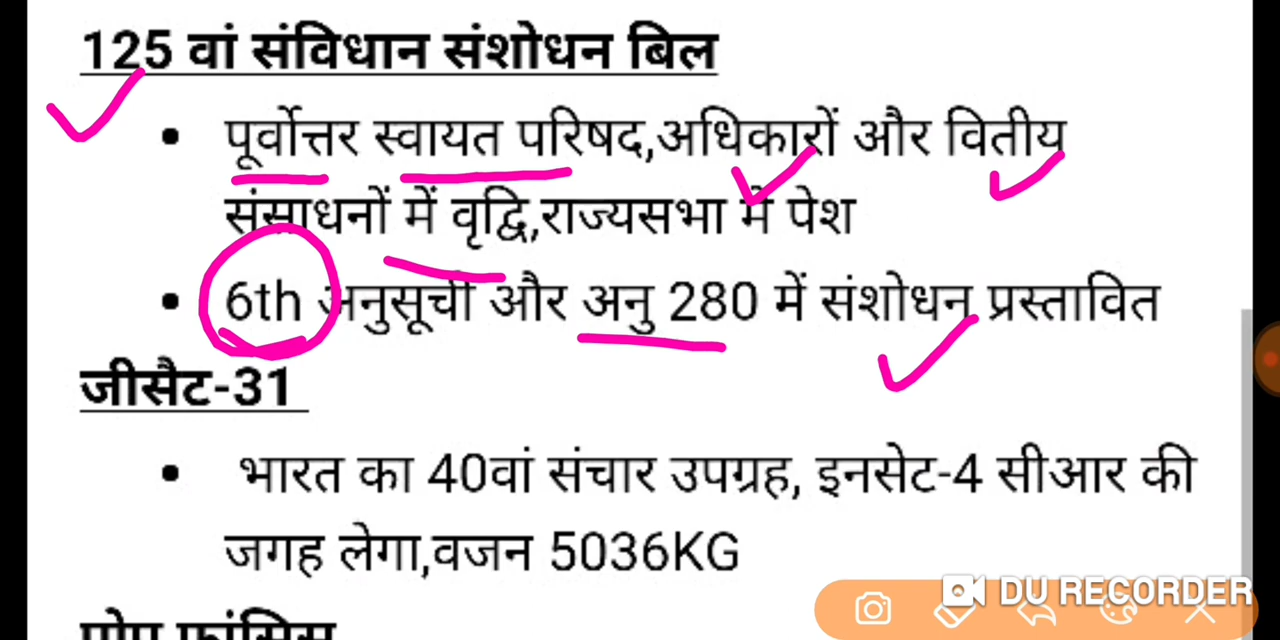 125 वां संविधान संशोधन बिल
• पूर्वोत्तर स्वायत परिषद,अधिकारों और वितीय
संसाधनों में वृद्वि,राज्यसभा में पेश
• 6th अनुसूची और अनु 280 में संशोधन प्रस्तावित
जीसैट-31
• भारत का 40वां संचार उपग्रह, इनसेट-4 सीआर की
जगह लेगा,वजन 5036KG
DU RECORDER
पोप फ्रांसिस